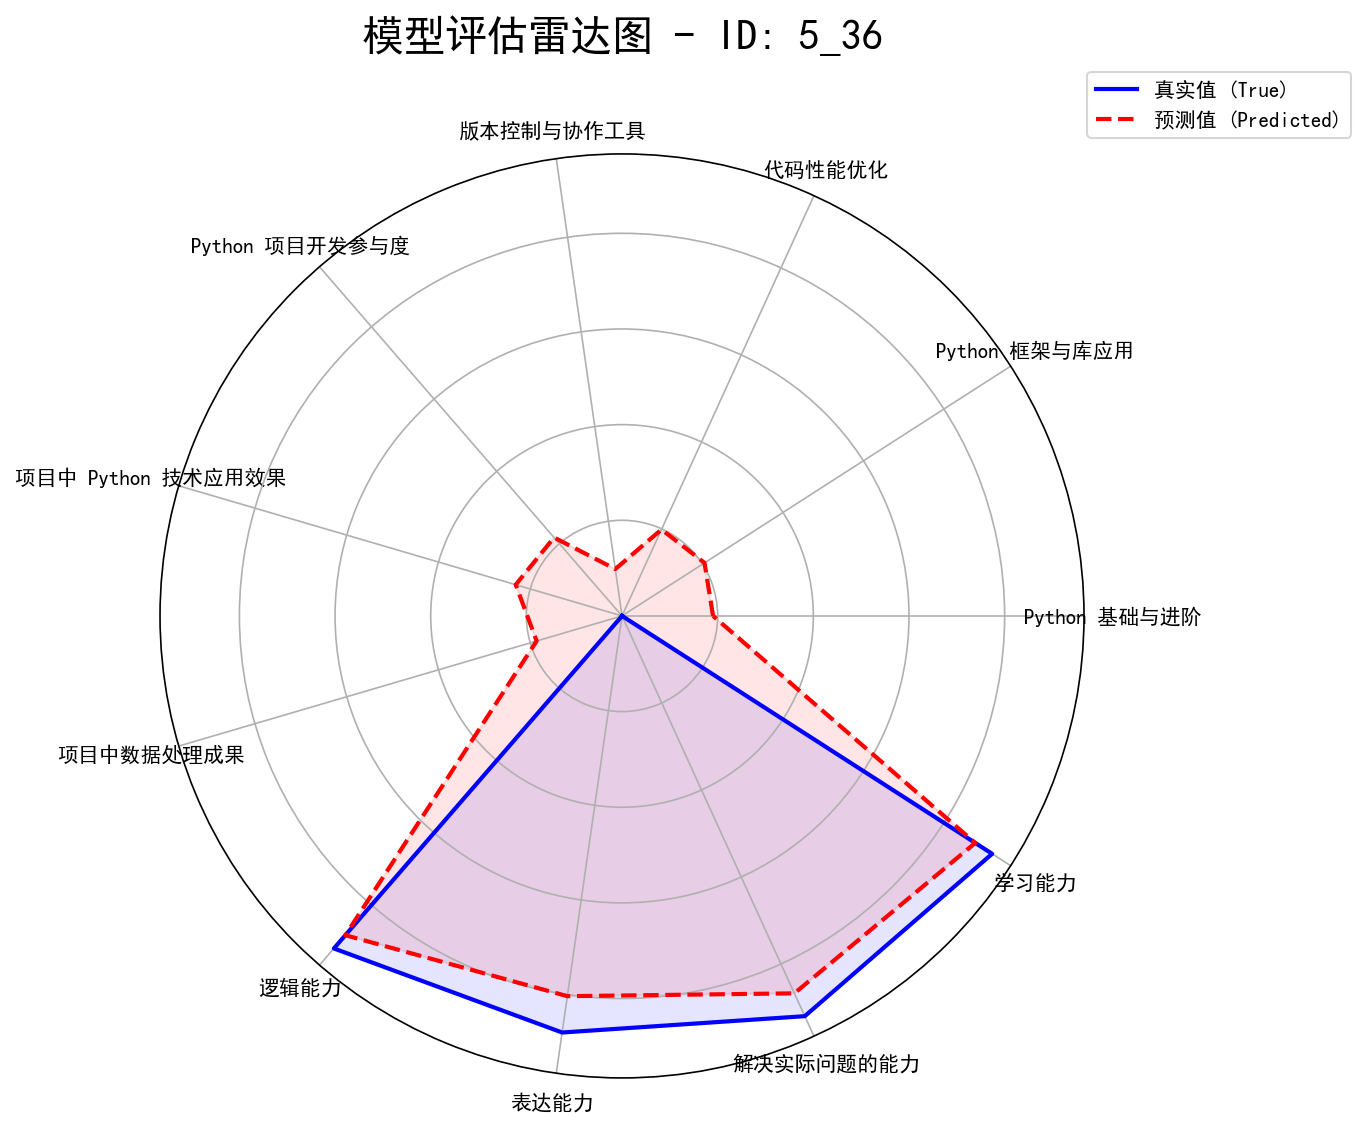 模型评估雷达图 - ID: 5_36
真实值 (True)
预测值 (Predicted)
版本控制与协作工具
代码性能优化
Python 项目开发参与度
Python 框架与库应用
项目中 Python 技术应用效果
Python 基础与进阶
项目中数据处理成果
学习能力
逻辑能力
解决实际问题的能力
表达能力